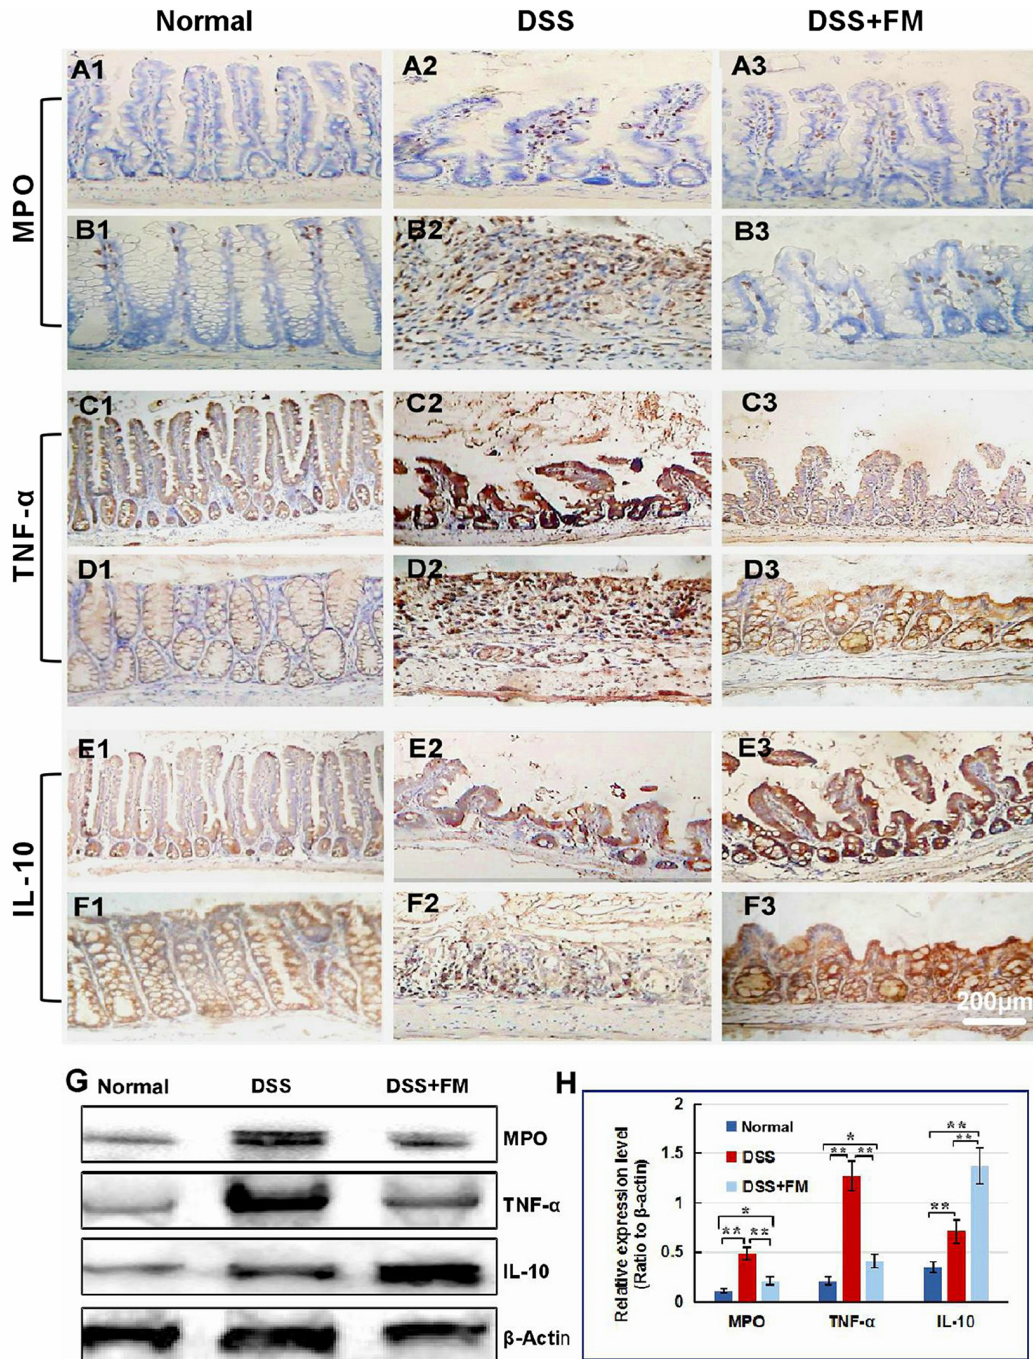 Normal DSS DSS+FM
MPO
A1 A2 A3
B1 B2 B3
TNF-α
C1 C2 C3
D1 D2 D3
IL-10
E1 E2 E3
F1 F2 F3
200μm
G Normal DSS DSS+FM
MPO
TNF-α
IL-10
β-Actin
H
Relative expression level
(Ratio to β-actin)
2
1.5
1
0.5
0
Normal
DSS
DSS+FM
* ** **
* ** **
** ** **
MPO TNF-α IL-10